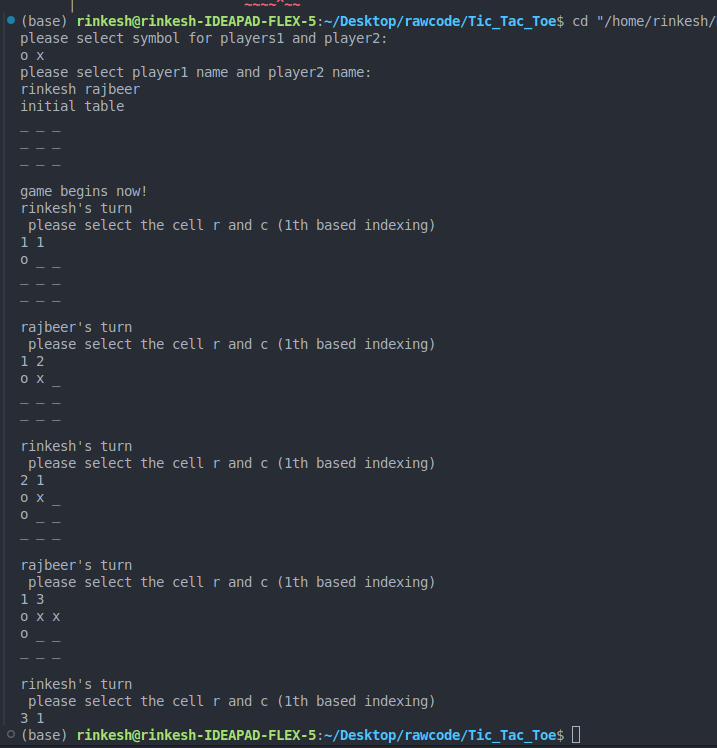 (base) rinkesh@rinkesh-IDEAPAD-FLEX-5:~/Desktop/rawcode/Tic_Tac_Toe$ cd "/home/rinkesh/
please select symbol for players1 and player2:
o x
please select player1 name and player2 name:
rinkesh rajbeer
initial table
_ _ _
_ _ _
_ _ _
game begins now!
rinkesh's turn
please select the cell r and c (1th based indexing)
1 1
o _ _
_ _ _
_ _ _
rajbeer's turn
please select the cell r and c (1th based indexing)
1 2
o x _
_ _ _
_ _ _
rinkesh's turn
please select the cell r and c (1th based indexing)
2 1
o x _
o _ _
_ _ _
rajbeer's turn
please select the cell r and c (1th based indexing)
1 3
o x x
o _ _
_ _ _
rinkesh's turn
please select the cell r and c (1th based indexing)
3 1
(base) rinkesh@rinkesh-IDEAPAD-FLEX-5:~/Desktop/rawcode/Tic_Tac_Toe$